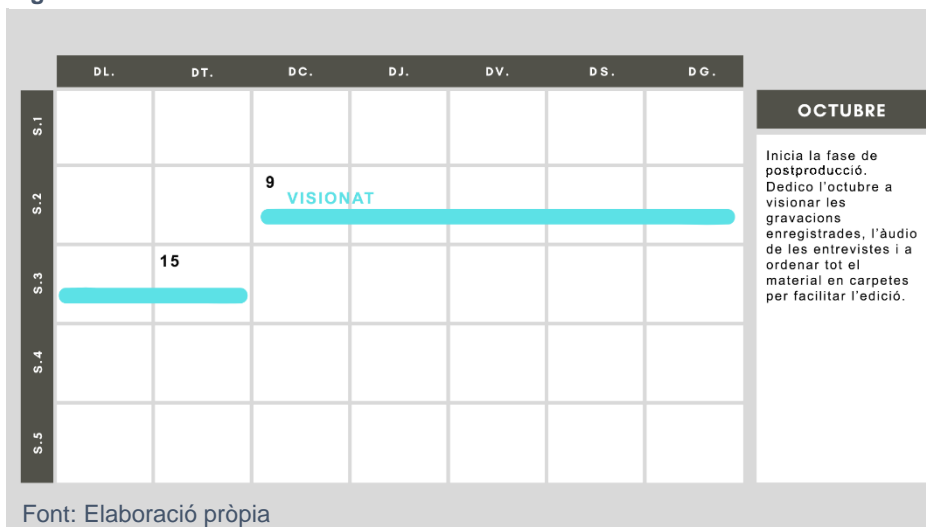 DL. DT. DC. DJ. DV. DS. DG.
OCTUBRE
S.1
S.2
9
VISIONAT
S.3
15
S.4
S.5
Inicia la fase de
postproducció.
Dedico l'octubre a
visionar les
gravacions
enregistrades, l'àudio
de les entrevistes i a
ordenar tot el
material en carpetes
per facilitar l'edició.
Font: Elaboració pròpia